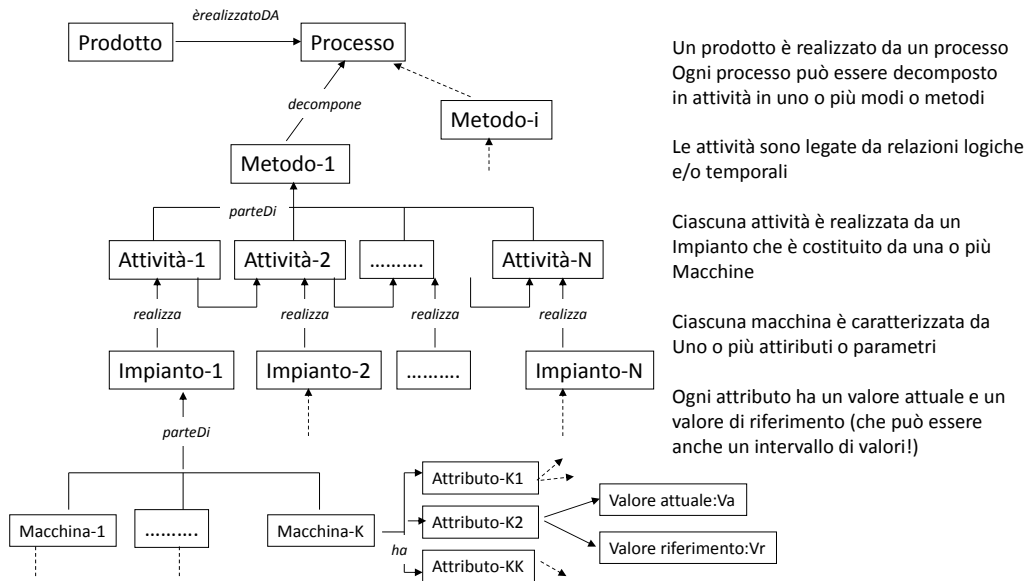 èrealizzatoDA
Prodotto
Processo
decompone
Metodo-i
Metodo-1
parteDi
Attività-1
Attività-2
……….
Attività-N
realizza
realizza
realizza
realizza
Impianto-1
Impianto-2
……….
Impianto-N
parteDi
Macchina-1
……….
Macchina-K
ha
Attributo-K1
Attributo-K2
Attributo-KK
Valore attuale:Va
Valore riferimento:Vr
Un prodotto è realizzato da un processo
Ogni processo può essere decomposto
in attività in uno o più modi o metodi
Le attività sono legate da relazioni logiche
e/o temporali
Ciascuna attività è realizzata da un
Impianto che è costituito da una o più
Macchine
Ciascuna macchina è caratterizzata da
Uno o più attiributi o parametri
Ogni attributo ha un valore attuale e un
valore di riferimento (che può essere
anche un intervallo di valori!)